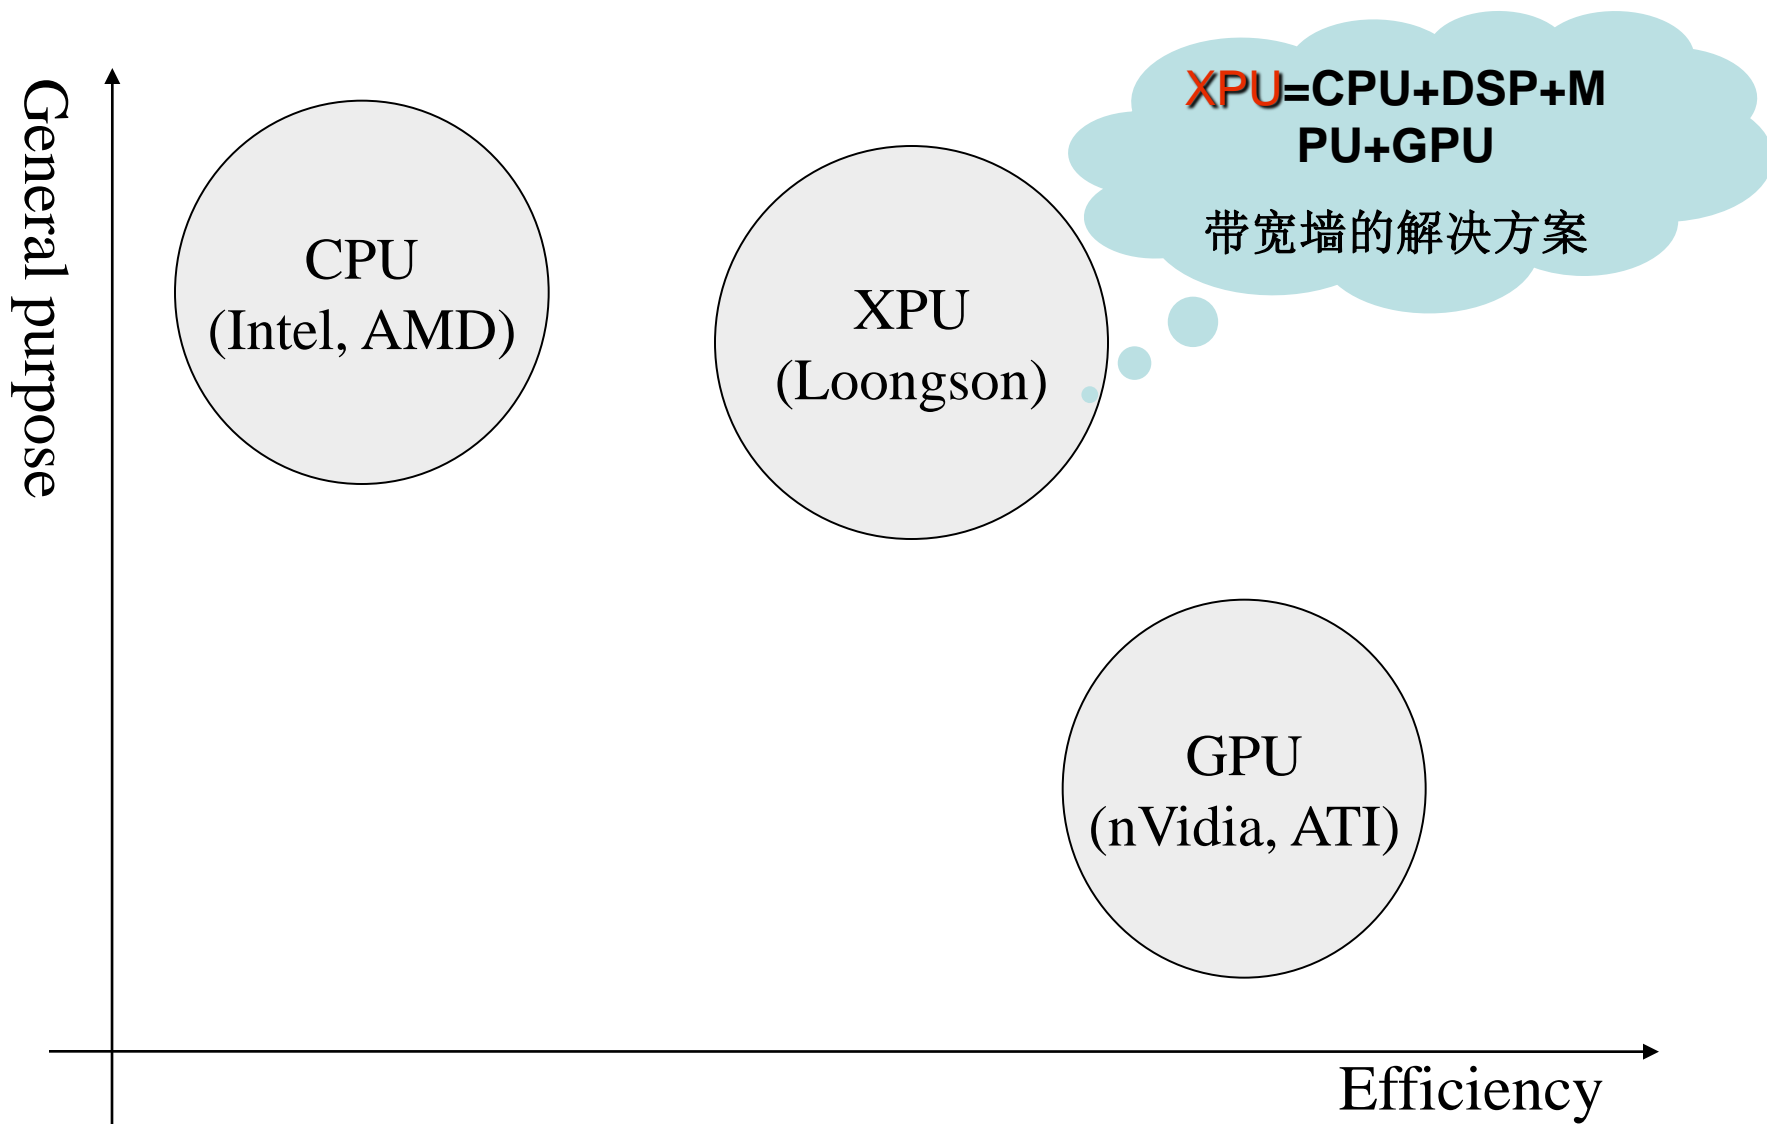 General purpose
CPU
(Intel, AMD)
XPU
(Loongson)
XPU=CPU+DSP+M
PU+GPU
带宽墙的解决方案
GPU
(nVidia, ATI)
Efficiency